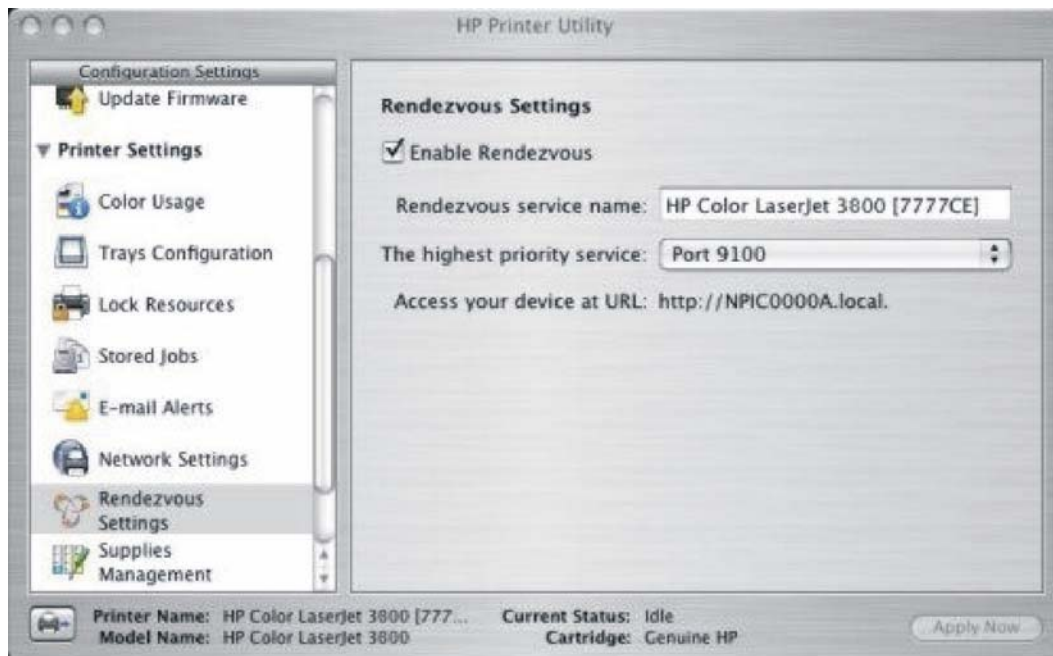 HP Printer Utility
Configuration Settings
Update Firmware
Printer Settings
Color Usage
Trays Configuration
Lock Resources
Stored Jobs
E-mail Alerts
Network Settings
Rendezvous
Settings
Supplies
Management
Rendezvous Settings
Enable Rendezvous
Rendezvous service name: HP Color LaserJet 3800 [7777CE]
The highest priority service: Port 9100
Access your device at URL: http://NPIC0000A.local.
Printer Name: HP Color LaserJet 3800 [777... Current Status: Idle
Model Name: HP Color LaserJet 3800 Cartridge: Genuine HP
Apply Now